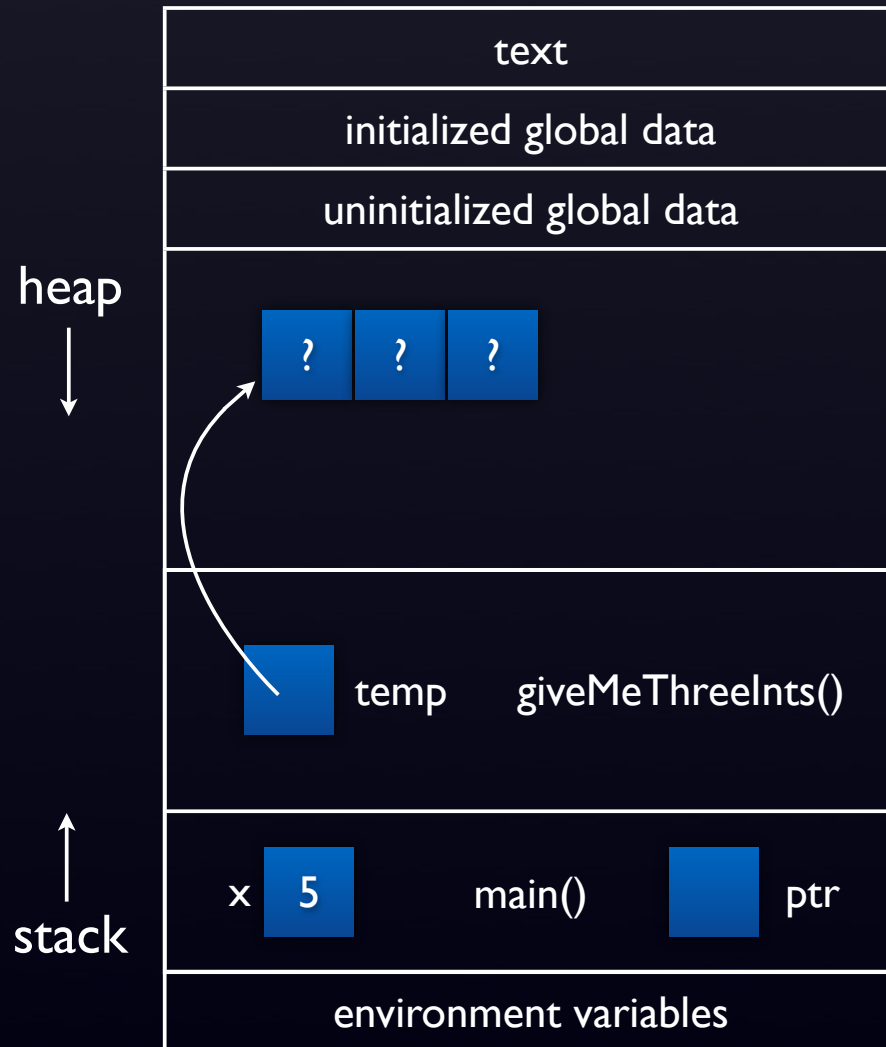 text
initialized global data
uninitialized global data
heap
? ? ?
temp giveMeThreeInts()
x 5 main() ptr
stack
environment variables